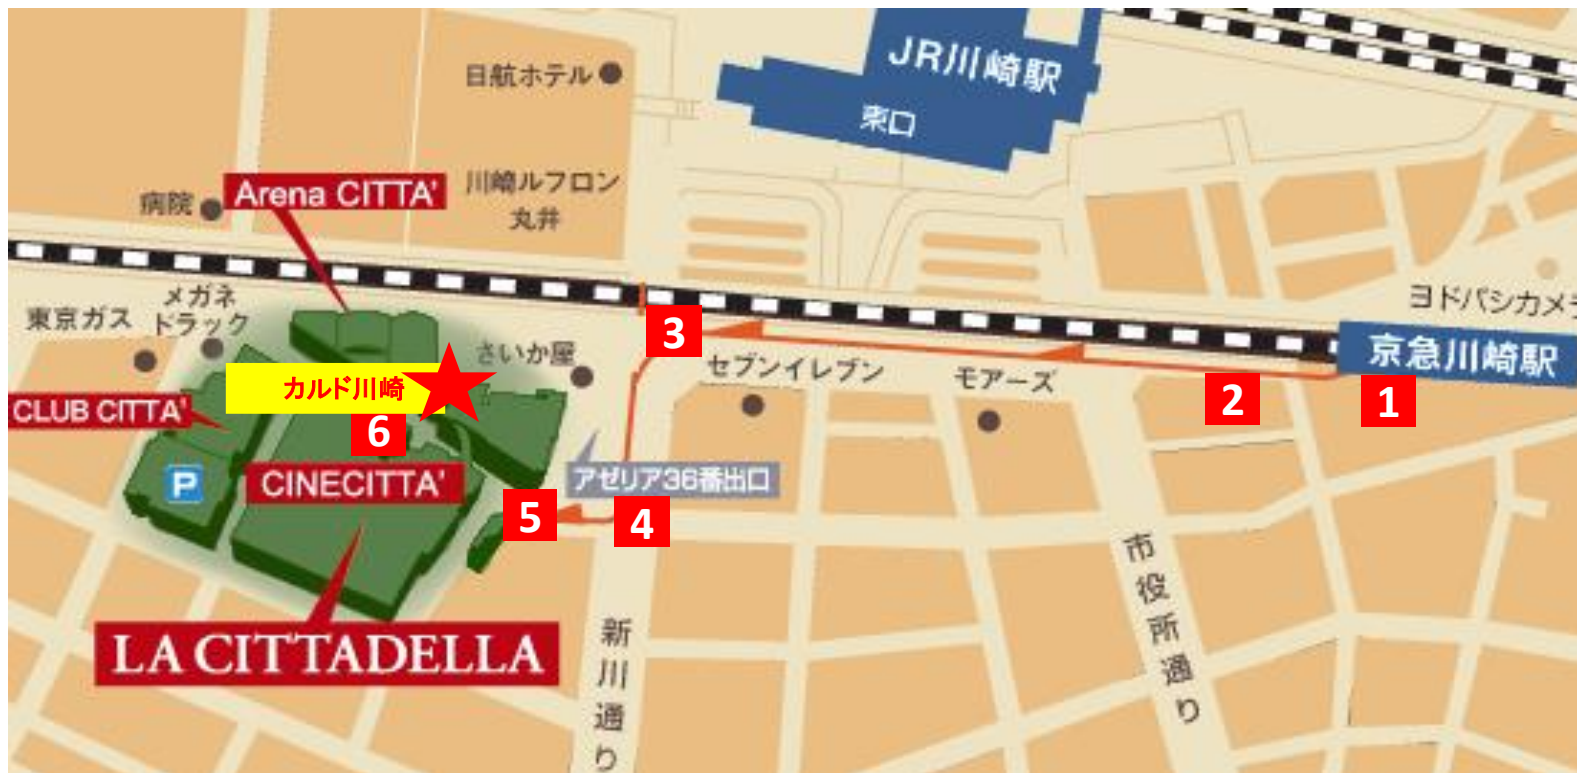 JR川崎駅
東口
日航ホテル
川崎ルフロン
丸井
病院
Arena CITTA'
メガネ
ドラック
東京ガス
さいか屋
カルド川崎
CLUB CITTA'
6
P
CINECITTA'
LA CITTADELLA
3
セブンイレブン
モアーズ
2
1
京急川崎駅
ヨドバシカメラ
アゼリア36番出口
5
4
新川通り
市役所通り